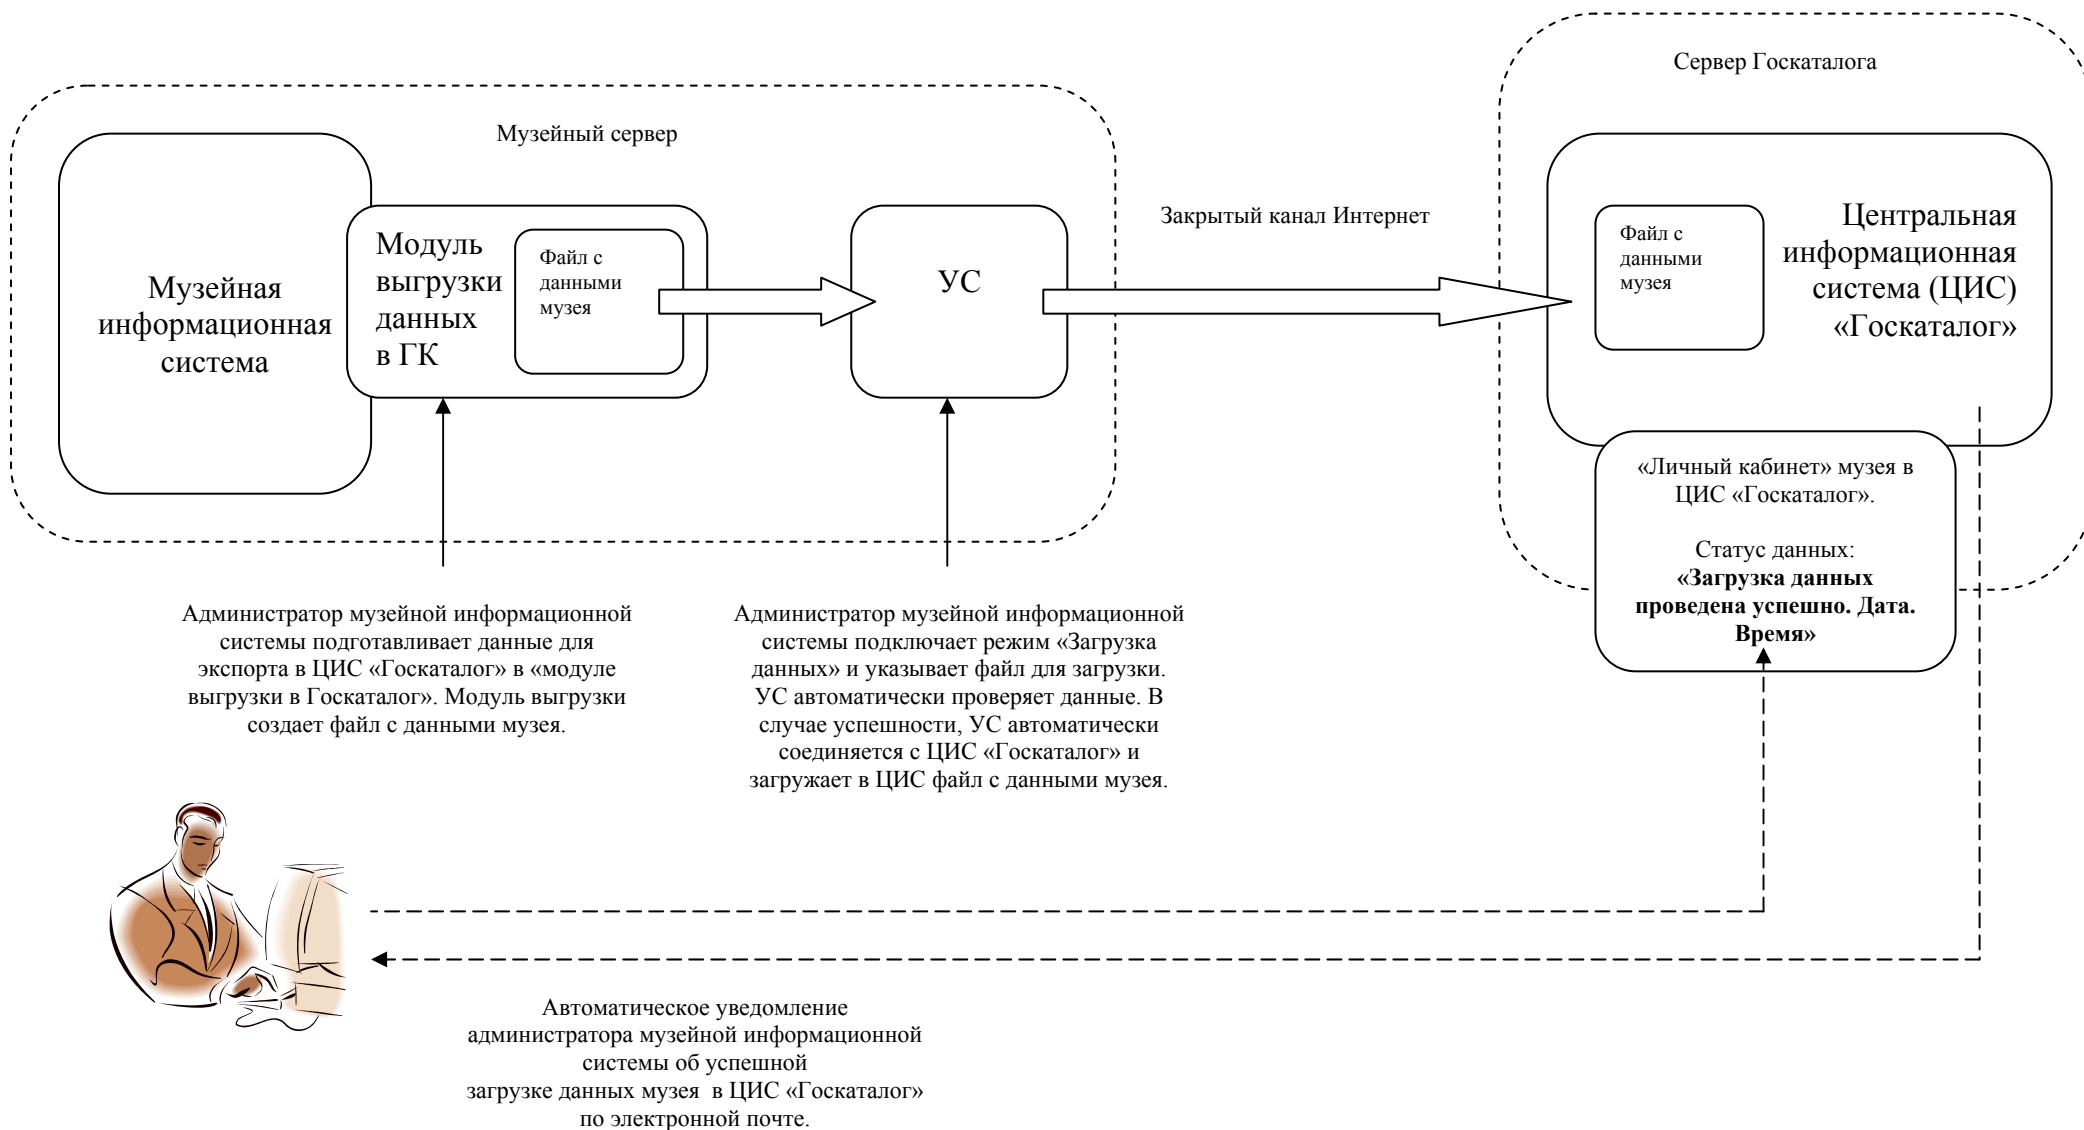 Сервер Госкаталога
Музейный сервер
Музейная
информационная
система
Модуль
выгрузки
данных
в ГК
Файл с
данными
музея
УС
Закрытый канал Интернет
Файл с
данными
музея
Центральная
информационная
система (ЦИС)
«Госкаталог»
«Личный кабинет» музея в
ЦИС «Госкаталог».
Статус данных:
«Загрузка данных
проведена успешно. Дата.
Время»
Администратор музейной информационной
системы подготавливает данные для
экспорта в ЦИС «Госкаталог» в «модуле
выгрузки в Госкаталог». Модуль выгрузки
создает файл с данными музея.
Администратор музейной информационной
системы подключает режим «Загрузка
данных» и указывает файл для загрузки.
УС автоматически проверяет данные. В
случае успешности, УС автоматически
соединяется с ЦИС «Госкаталог» и
загружает в ЦИС файл с данными музея.
Автоматическое уведомление
администратора музейной информационной
системы об успешной
загрузке данных музея  в ЦИС «Госкаталог»
по электронной почте.